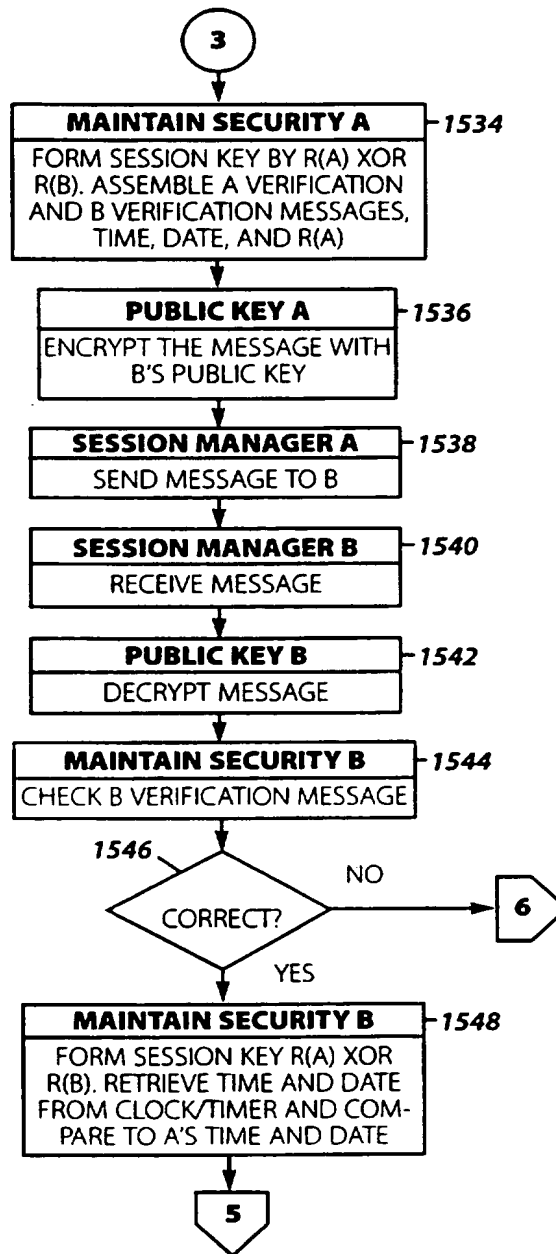 3
MAINTAIN SECURITY A
1534
FORM SESSION KEY BY R(A) XOR
R(B). ASSEMBLE A VERIFICATION
AND B VERIFICATION MESSAGES,
TIME, DATE, AND R(A)
PUBLIC KEY A
1536
ENCRYPT THE MESSAGE WITH
B'S PUBLIC KEY
SESSION MANAGER A
1538
SEND MESSAGE TO B
SESSION MANAGER B
1540
RECEIVE MESSAGE
PUBLIC KEY B
1542
DECRYPT MESSAGE
MAINTAIN SECURITY B
1544
CHECK B VERIFICATION MESSAGE
1546
CORRECT?
NO
6
YES
MAINTAIN SECURITY B
1548
FORM SESSION KEY R(A) XOR
R(B). RETRIEVE TIME AND DATE
FROM CLOCK/TIMER AND COM-
PARE TO A'S TIME AND DATE
5